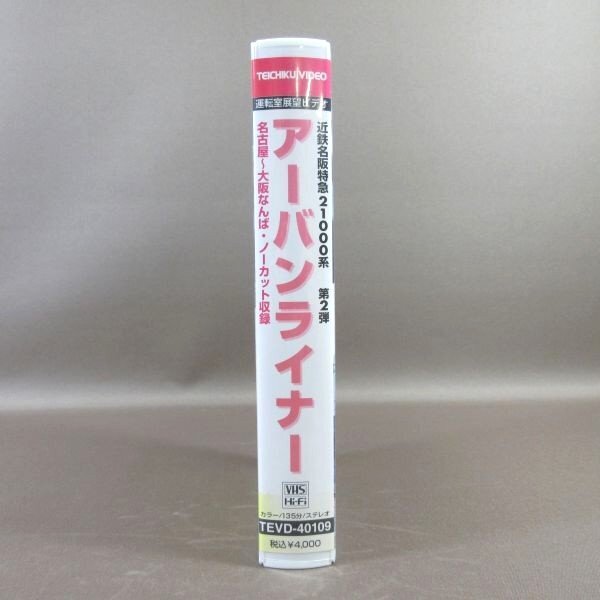 TEICHIKU VIDEO
運転室展望ビデオ
近鉄名阪特急21000系 第2弾
アーバンライナー
名古屋~大阪なんば・ノーカット収録
VHS
Hi-Fi
カラー/135分/ステレオ
TEVD-40109
税込¥4,000